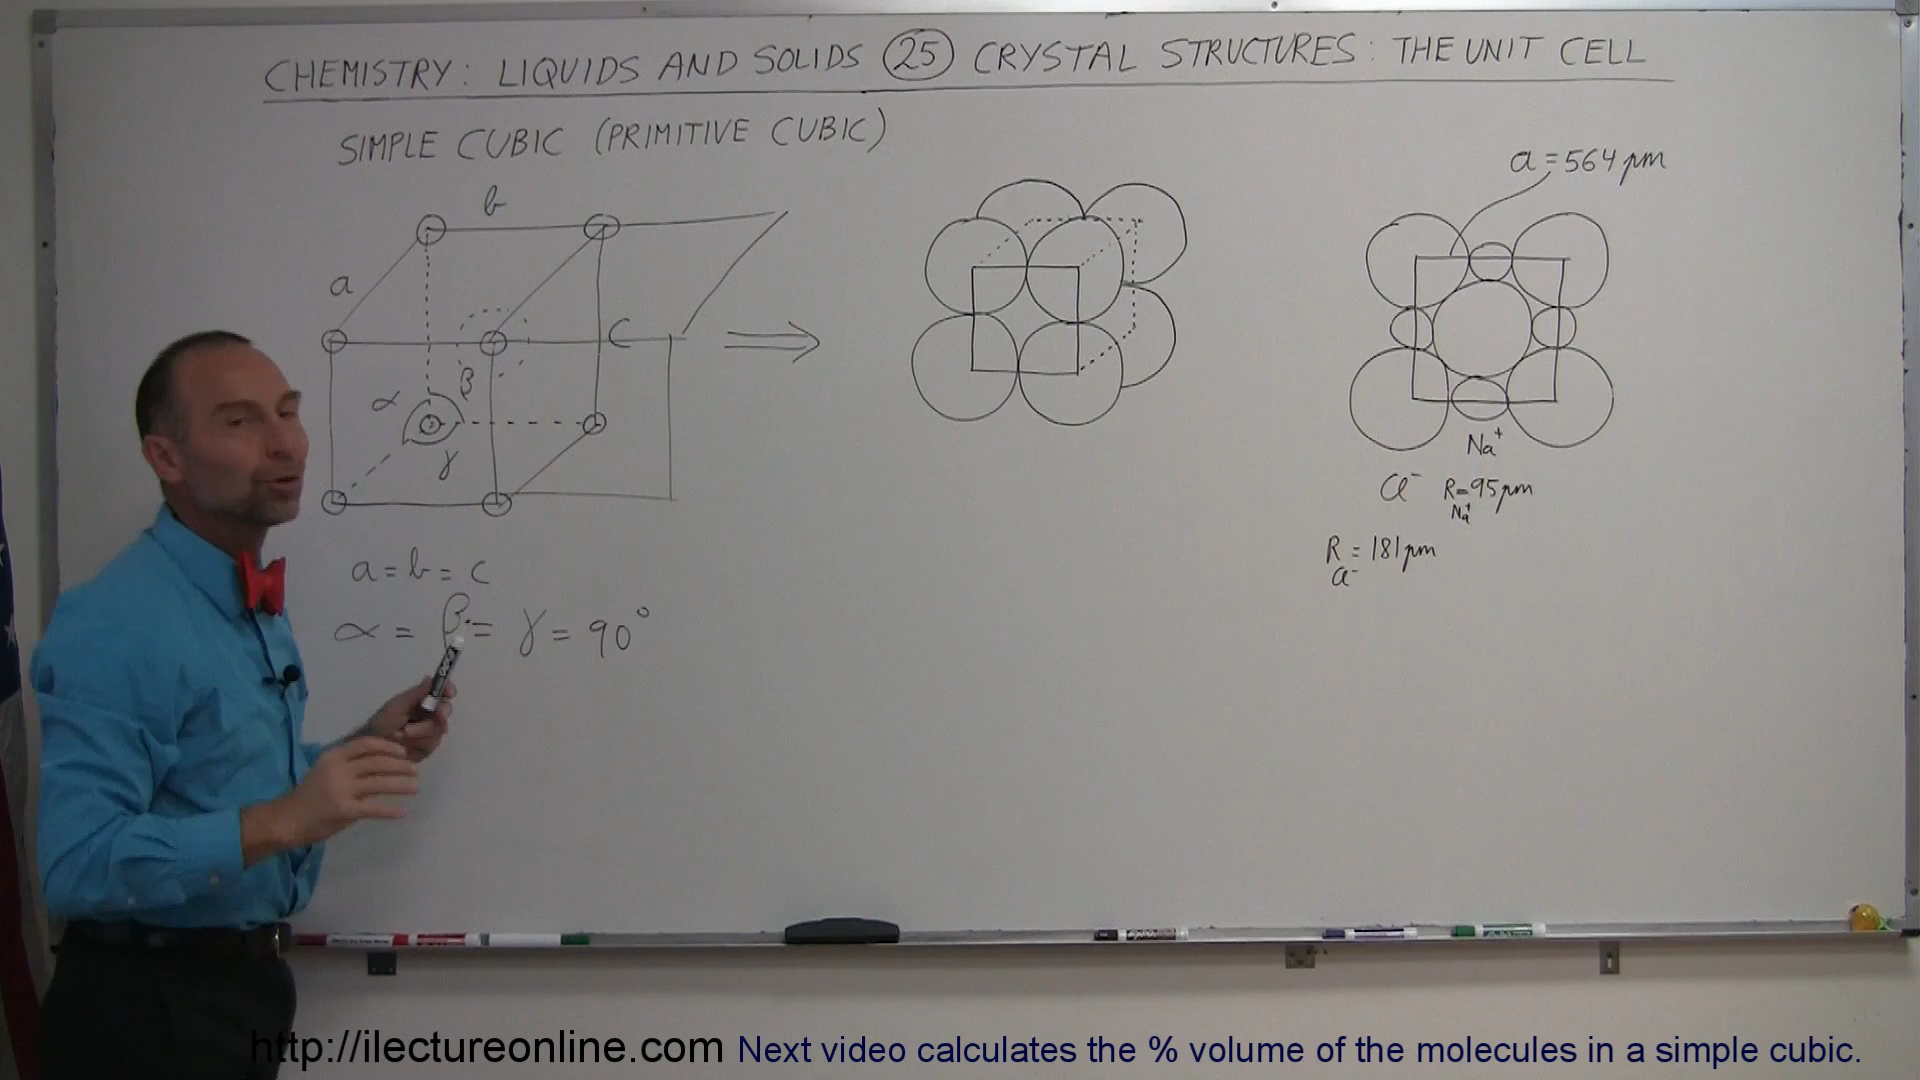 CHEMISTRY: LIQUIDS AND SOLIDS 25 CRYSTAL STRUCTURES: THE UNIT CELL
SIMPLE CUBIC (PRIMITIVE CUBIC)
b
a
C
α
β
γ
a = b = c
α = β = γ = 90°
a = 564 pm
Na⁺
Cl⁻ R = 95 pm
Na⁺
R = 181 pm
Cl⁻
http://ilectureonline.com Next video calculates the % volume of the molecules in a simple cubic.